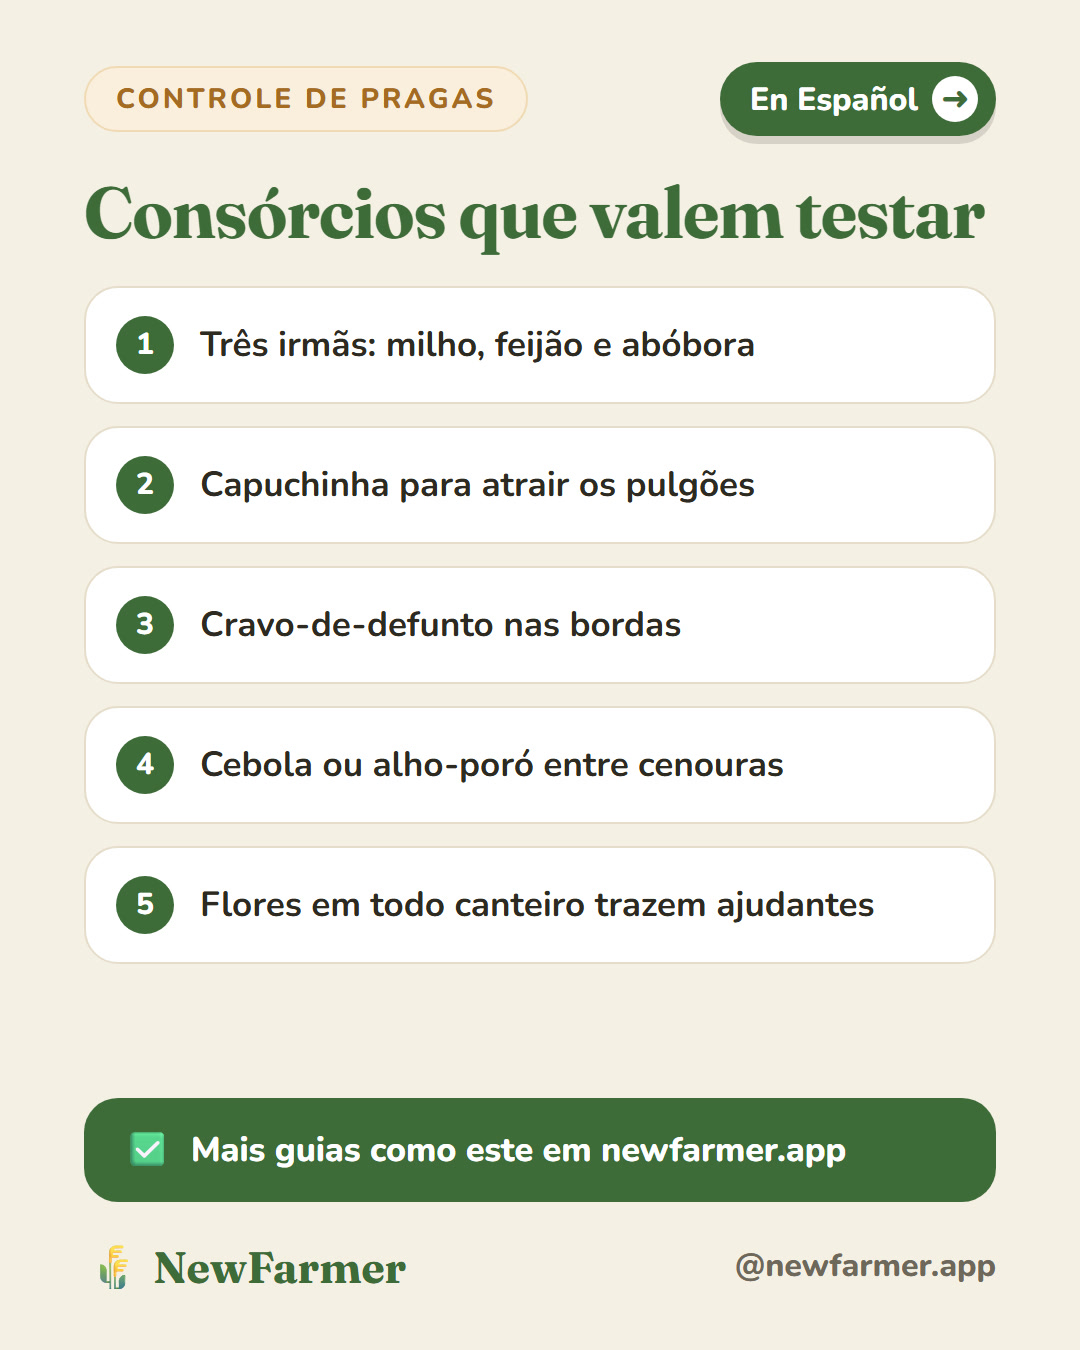 CONTROLE DE PRAGAS
En Español ➜
Consórcios que valem testar
1 Três irmãs: milho, feijão e abóbora
2 Capuchinha para atrair os pulgões
3 Cravo-de-defunto nas bordas
4 Cebola ou alho-poró entre cenouras
5 Flores em todo canteiro trazem ajudantes
✅ Mais guias como este em newfarmer.app
NewFarmer
@newfarmer.app